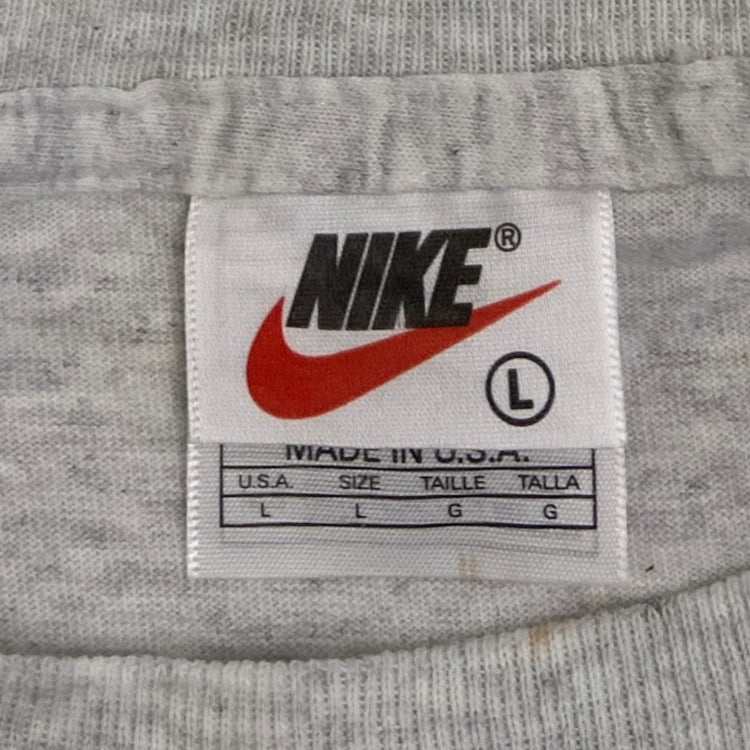 NIKE®
L
MADE IN U.S.A.
U.S.A. SIZE TAILLE TALLA
L L G G